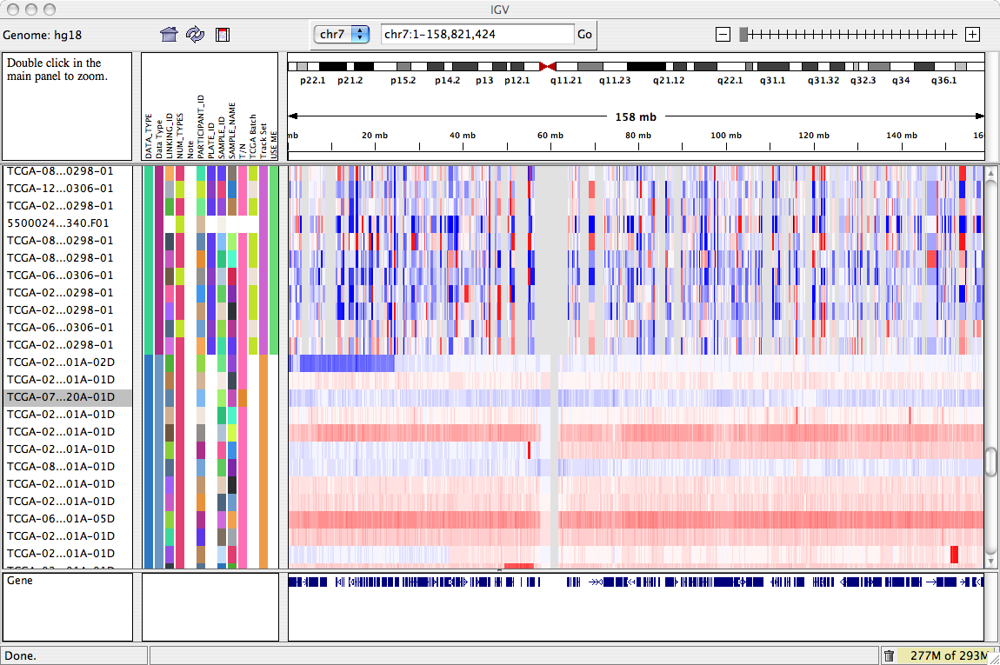 IGV
Genome: hg18
chr7
chr7:1-158,821,424
Go
Double click in the
main panel to zoom.
DATA_TYPE
Data Type
LINKING_ID
NUM_TYPES
Note
PARTICIPANT_ID
PLATE_ID
SAMPLE_ID
SAMPLE_NAME
T/N
TCGA Batch
Track Set
USE ME
p22.1 p21.2 p15.2 p14.2 p13 p12.1 q11.21 q11.23 q21.12 q22.1 q31.1 q31.32 q32.3 q34 q36.1
158 mb
mb 20 mb 40 mb 60 mb 80 mb 100 mb 120 mb 140 mb 16
TCGA-08...0298-01
TCGA-12...0306-01
TCGA-02...0298-01
5500024...340.F01
TCGA-08...0298-01
TCGA-08...0298-01
TCGA-06...0306-01
TCGA-02...0298-01
TCGA-02...0298-01
TCGA-06...0306-01
TCGA-02...0298-01
TCGA-02...01A-02D
TCGA-02...01A-01D
TCGA-07...20A-01D
TCGA-02...01A-01D
TCGA-02...01A-01D
TCGA-02...01A-01D
TCGA-08...01A-01D
TCGA-02...01A-01D
TCGA-02...01A-01D
TCGA-06...01A-05D
TCGA-02...01A-01D
TCGA-02...01A-01D
Gene
Done.
277M of 293M